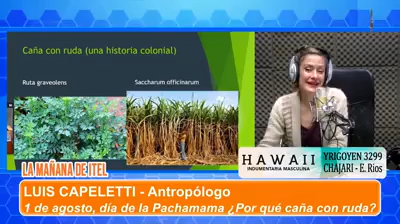 Caña con ruda (una historia colonial)
Ruta graveolens
Saccharum officinarum
LA MAÑANA DE ITEL
HAWAII
INDUMENTARIA MASCULINA
YRIGOYEN 3299
CHAJARI - E. Rios
LUIS CAPELETTI - Antropólogo
1 de agosto, día de la Pachamama ¿Por qué caña con ruda?